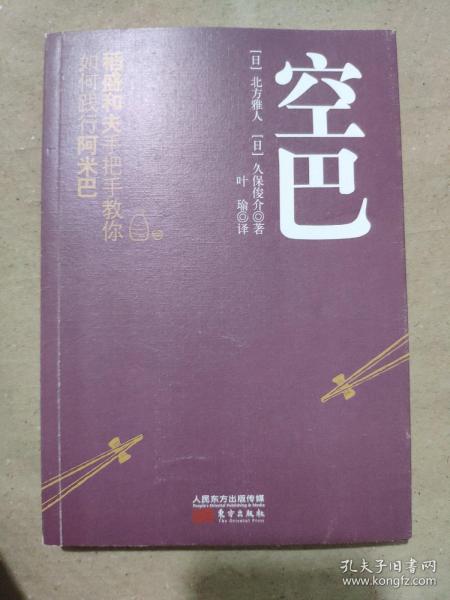 空巴
[日] 北方雅人 [日] 久保俊介◎著
叶 瑜◎译
稻盛和夫手把手教你
如何践行阿米巴
人民东方出版传媒
People's Oriental Publishing & Media
東方出版社
The Oriental Press
孔夫子旧书网
www.kongfz.com